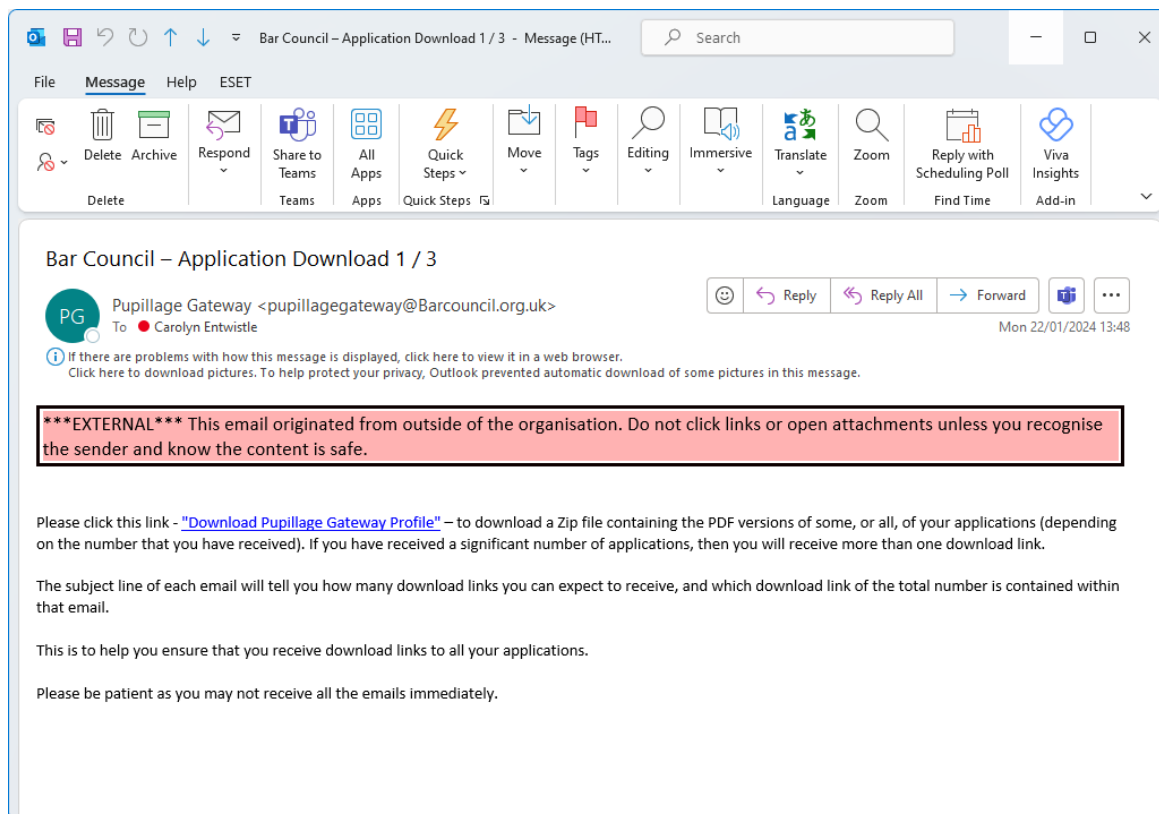 Bar Council – Application Download 1 / 3 - Message (HT...
Search
File Message Help ESET
Delete Archive Respond Share to Teams All Apps Quick Steps Move Tags Editing Immersive Translate Zoom Reply with Scheduling Poll Viva Insights
Delete Teams Apps Quick Steps Language Zoom Find Time Add-in
Bar Council – Application Download 1 / 3
PG
Pupillage Gateway <pupillagegateway@Barcouncil.org.uk>
To Carolyn Entwistle
Reply Reply All Forward
Mon 22/01/2024 13:48
If there are problems with how this message is displayed, click here to view it in a web browser.
Click here to download pictures. To help protect your privacy, Outlook prevented automatic download of some pictures in this message.
***EXTERNAL*** This email originated from outside of the organisation. Do not click links or open attachments unless you recognise
the sender and know the content is safe.
Please click this link - "Download Pupillage Gateway Profile" – to download a Zip file containing the PDF versions of some, or all, of your applications (depending
on the number that you have received). If you have received a significant number of applications, then you will receive more than one download link.
The subject line of each email will tell you how many download links you can expect to receive, and which download link of the total number is contained within
that email.
This is to help you ensure that you receive download links to all your applications.
Please be patient as you may not receive all the emails immediately.